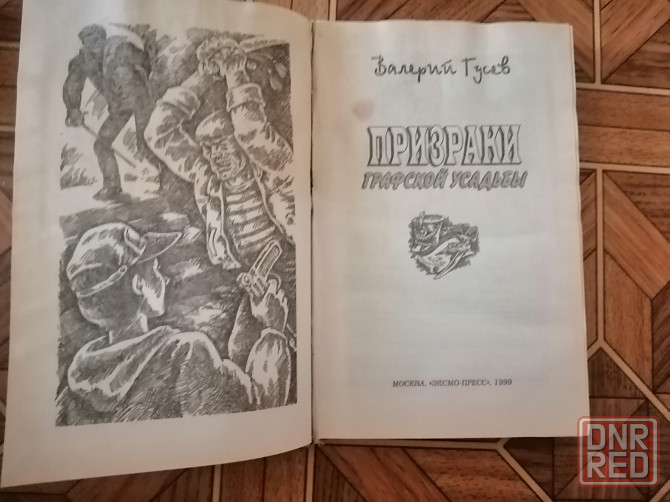 Валерий Гусев
ПРИЗРАКИ
ГРАФСКОЙ УСАДЬБЫ
МОСКВА, «ЭКСМО-ПРЕСС», 1999
DNR
RED